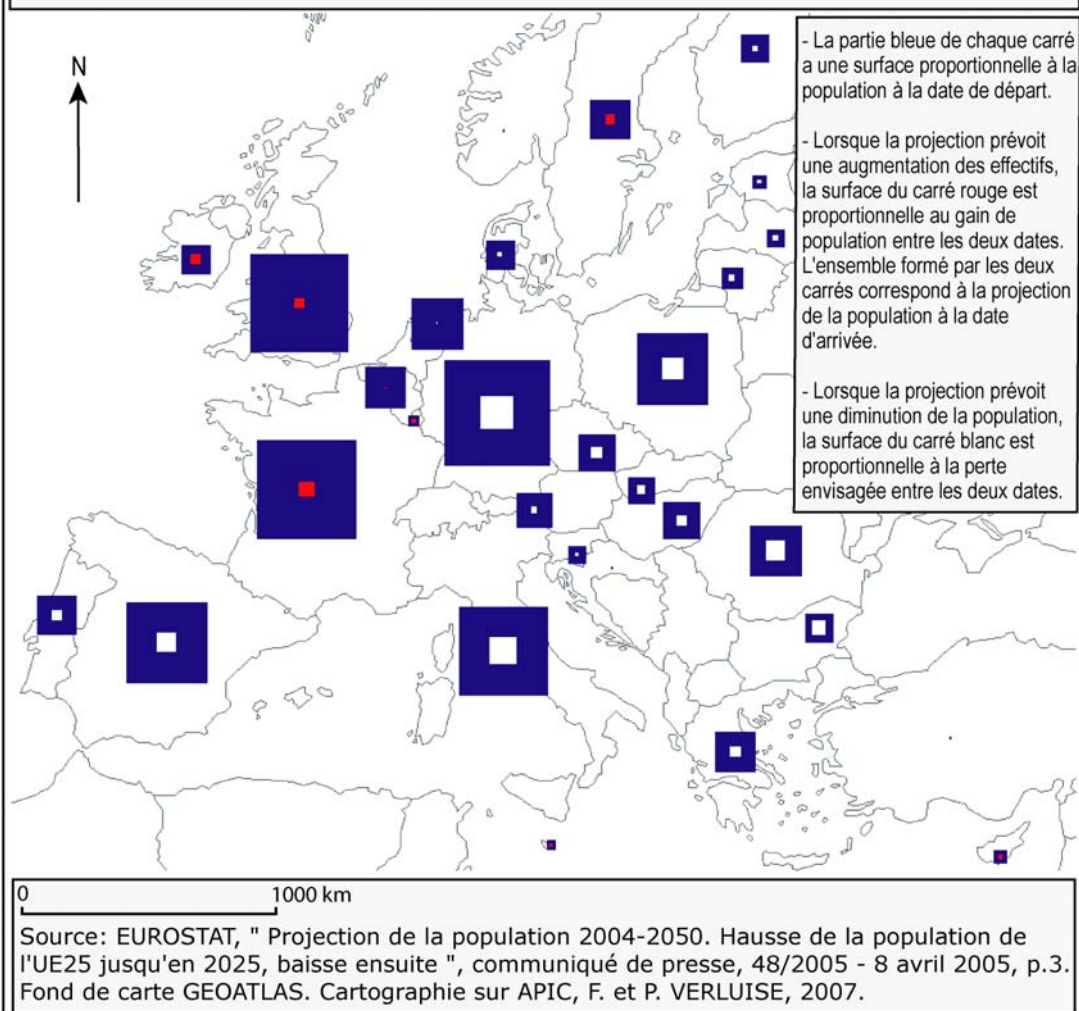 N
- La partie bleue de chaque carré
a une surface proportionnelle à la
population à la date de départ.
- Lorsque la projection prévoit
une augmentation des effectifs,
la surface du carré rouge est
proportionnelle au gain de
population entre les deux dates.
L'ensemble formé par les deux
carrés correspond à la projection
de la population à la date
d'arrivée.
- Lorsque la projection prévoit
une diminution de la population,
la surface du carré blanc est
proportionnelle à la perte
envisagée entre les deux dates.
0 1000 km
Source: EUROSTAT, " Projection de la population 2004-2050. Hausse de la population de
l'UE25 jusqu'en 2025, baisse ensuite ", communiqué de presse, 48/2005 - 8 avril 2005, p.3.
Fond de carte GEOATLAS. Cartographie sur APIC, F. et P. VERLUISE, 2007.